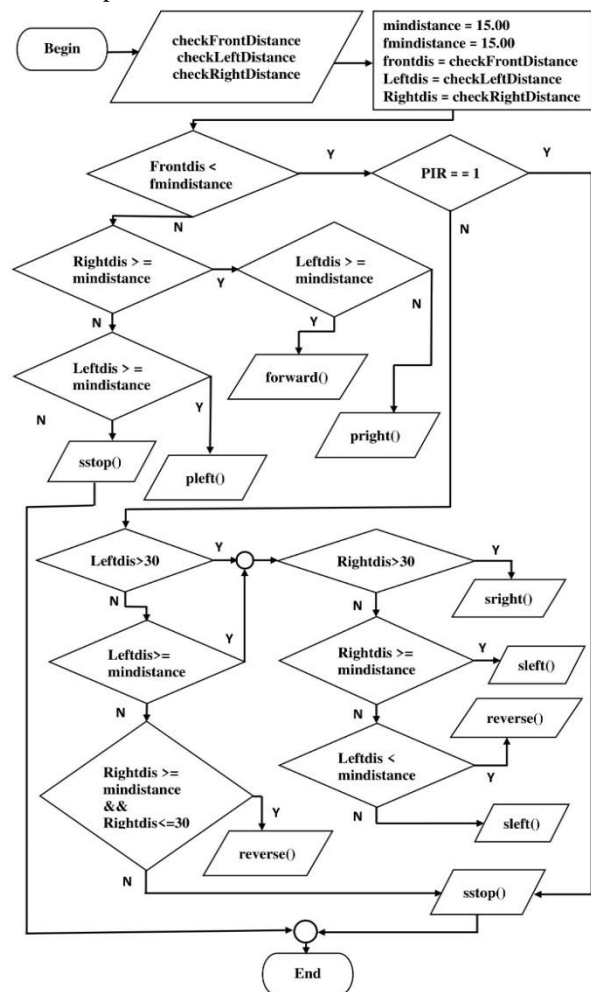 Begin
checkFrontDistance
checkLeftDistance
checkRightDistance
mindistance = 15.00
fmindistance = 15.00
frontdis = checkFrontDistance
Leftdis = checkLeftDistance
Rightdis = checkRightDistance
Frontdis <
fmindistance
Y
N
PIR = = 1
Y
N
Rightdis > =
mindistance
Y
N
Leftdis > =
mindistance
Y
N
Leftdis > =
mindistance
N
Y
forward()
pright()
sstop()
pleft()
Leftdis>30
Y
N
Rightdis>30
Y
N
sright()
Leftdis>=
mindistance
Y
N
Rightdis >=
mindistance
Y
N
sleft()
reverse()
Leftdis <
mindistance
Y
N
Rightdis >=
mindistance
&&
Rightdis<=30
Y
N
reverse()
sleft()
sstop()
End